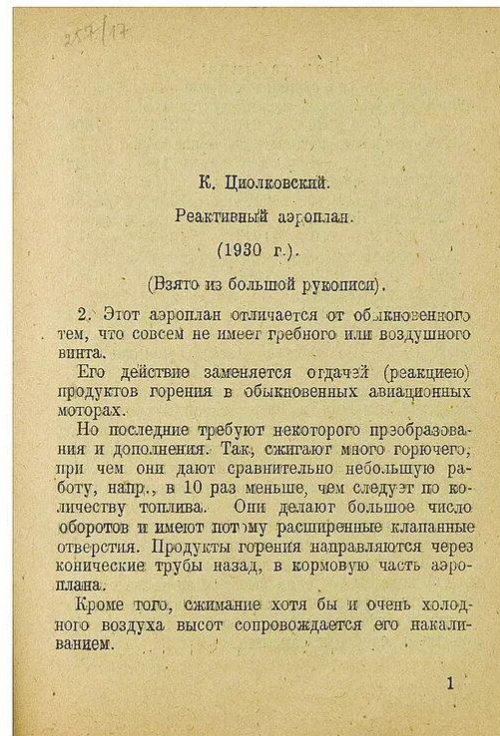 257/17
К. Циолковский.
Реактивный аэроплан.
(1930 г.).
(Взято из большой рукописи).
2. Этот аэроплан отличается от обыкновенного
тем, что совсем не имеет гребного или воздушного
винта.
Его действие заменяется отдачей (реакциею)
продуктов горения в обыкновенных авиационных
моторах.
Но последние требуют некоторого преобразова-
ния и дополнения. Так, сжигают много горючего,
при чем они дают сравнительно небольшую ра-
боту, напр., в 10 раз меньше, чем следует по ко-
личеству топлива. Они делают большое число
оборотов и имеют потому расширенные клапанные
отверстия. Продукты горения направляются через
конические трубы назад, в кормовую часть аэро-
плана.
Кроме того, сжимание хотя бы и очень холод-
ного воздуха высот сопровождается его накали-
ванием.
1